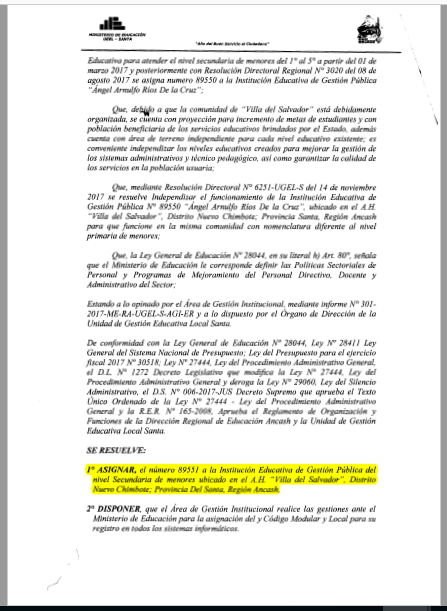 MINISTERIO DE EDUCACIÓN
UGEL - SANTA
"Año del Buen Servicio al Ciudadano"
Educativa para atender el nivel secundaria de menores del 1° al 5° a partir del 01 de
marzo 2017 y posteriormente con Resolución Directoral Regional N° 3020 del 08 de
agosto 2017 se asigna numero 89550 a la Institución Educativa de Gestión Pública
"Ángel Armulfo Ríos De la Cruz";
Que, debido a que la comunidad de "Villa del Salvador" está debidamente
organizada, se cuenta con proyección para incremento de metas de estudiantes y con
población beneficiaria de los servicios educativos brindados por el Estado, además
cuenta con área de terreno independiente para cada nivel educativo existente; es
conveniente independizar los niveles educativos creados para mejorar la gestión de
los sistemas administrativos y técnico pedagógico, así como garantizar la calidad
de los servicios en la población usuaria;
Que, mediante Resolución Directoral N° 6251-UGEL-S del 14 de noviembre
2017 se resuelve Independizar el funcionamiento de la Institución Educativa de
Gestión Pública N° 89550 "Ángel Arnulfo Ríos De la Cruz", ubicado en el A.H.
"Villa del Salvador", Distrito Nuevo Chimbote; Provincia Santa, Región Ancash
para que funcione en la misma comunidad con nomenclatura diferente al nivel
primaria de menores;
Que, la Ley General de Educación N° 28044, en su literal h) Art. 80°, señala
que el Ministerio de Educación le corresponde definir las Políticas Sectoriales de
Personal y Programas de Mejoramiento del Personal Directivo, Docente y
Administrativo del Sector;
Estando a lo opinado por el Área de Gestión Institucional, mediante informe N° 301-
2017-ME-RA-UGEL-S-AGI-ER y a lo dispuesto por el Órgano de Dirección de la
Unidad de Gestión Educativa Local Santa.
De conformidad con la Ley General de Educación N° 28044, Ley N° 28411 Ley
General del Sistema Nacional de Presupuesto; Ley del Presupuesto para el ejercicio
fiscal 2017 N° 30518; Ley N° 27444, Ley del Procedimiento Administrativo General,
el D.L. N° 1272 Decreto Legislativo que modifica la Ley N° 27444, Ley del
Procedimiento Administrativo General y deroga la Ley N° 29060, Ley del Silencio
Administrativo, el D.S. N° 006-2017-JUS Decreto Supremo que aprueba el Texto
Único Ordenado de la Ley N° 27444 - Ley del Procedimiento Administrativo
General y la R.E.R. N° 165-2008, Aprueba el Reglamento de Organización y
Funciones de la Dirección Regional de Educación Ancash y la Unidad de Gestión
Educativa Local Santa.
SE RESUELVE:
1° ASIGNAR, el número 89551 a la Institución Educativa de Gestión Pública del
nivel Secundaria de menores ubicado en el A.H. "Villa del Salvador", Distrito
Nuevo Chimbote; Provincia Del Santa, Región Ancash.
2° DISPONER, que el Área de Gestión Institucional realice las gestiones ante el
Ministerio de Educación para la asignación del y Código Modular y Local para su
registro en todos los sistemas informáticos.